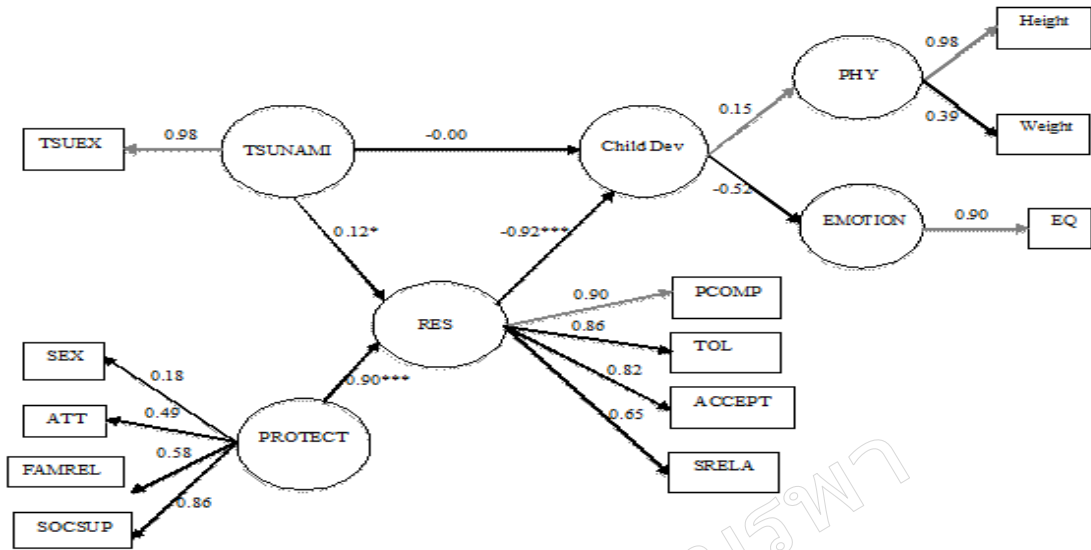 Height
0.98
PHY
0.15
0.39
Weight
TSUEX
0.98
TSUNAMI
-0.00
Child Dev
-0.52
EMOTION
0.90
EQ
0.12*
-0.92***
RES
0.90
PCOMP
0.86
TOL
0.82
ACCEPT
0.65
SRELA
SEX
0.18
0.90***
ATT
0.49
PROTECT
FAMREL
0.58
0.86
SOCSUP